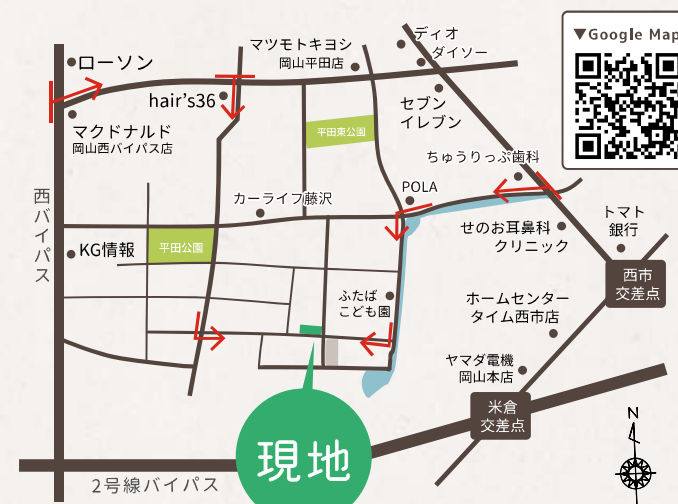 ▼Google Map
ディオ
ダイソー
マツモトキヨシ
岡山平田店
ローソン
hair's36
セブン
イレブン
マクドナルド
岡山西バイパス店
平田東公園
ちゅうりっぷ歯科
POLA
カーライフ藤沢
西バイパス
トマト
銀行
せのお耳鼻科
クリニック
KG情報
平田公園
西市
交差点
ふたば
こども園
ホームセンター
タイム西市店
ヤマダ電機
岡山本店
米倉
交差点
N
現地
2号線バイパス